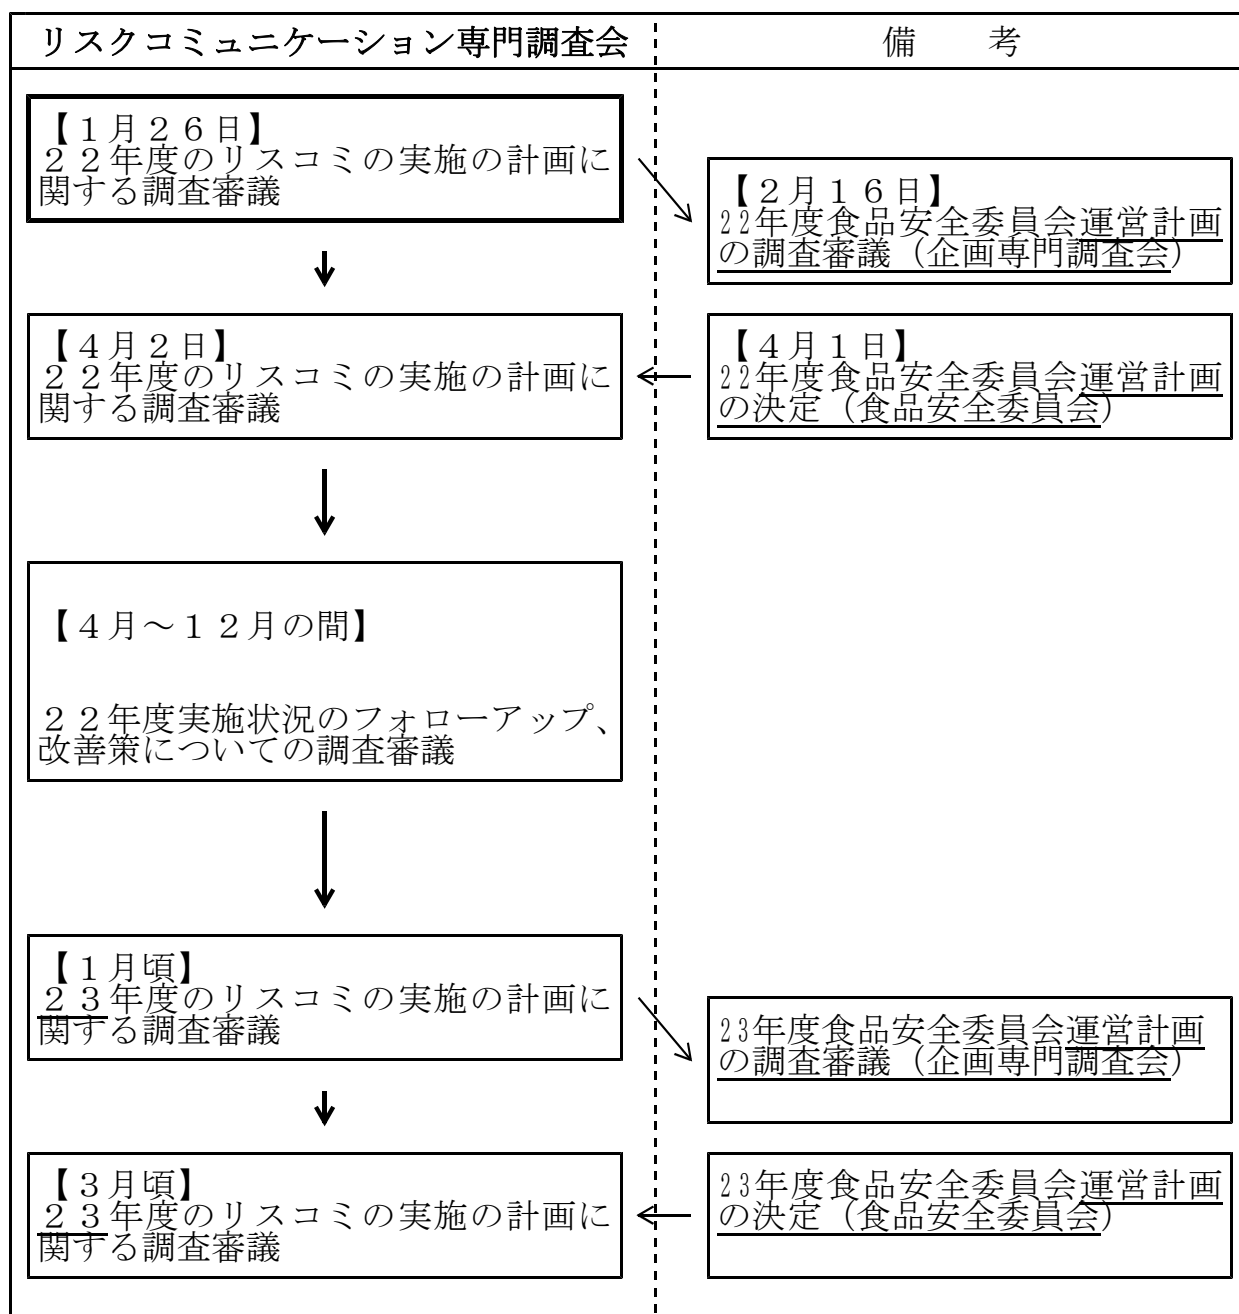 リスクコミュニケーション専門調査会
備　　考
【１月２６日】
２２年度のリスコミの実施の計画に
関する調査審議
【２月１６日】
22年度食品安全委員会運営計画
の調査審議（企画専門調査会）
【４月２日】
２２年度のリスコミの実施の計画に
関する調査審議
【４月１日】
22年度食品安全委員会運営計画
の決定（食品安全委員会）
【４月～１２月の間】
２２年度実施状況のフォローアップ、
改善策についての調査審議
【１月頃】
２３年度のリスコミの実施の計画に
関する調査審議
23年度食品安全委員会運営計画
の調査審議（企画専門調査会）
【３月頃】
２３年度のリスコミの実施の計画に
関する調査審議
23年度食品安全委員会運営計画
の決定（食品安全委員会）